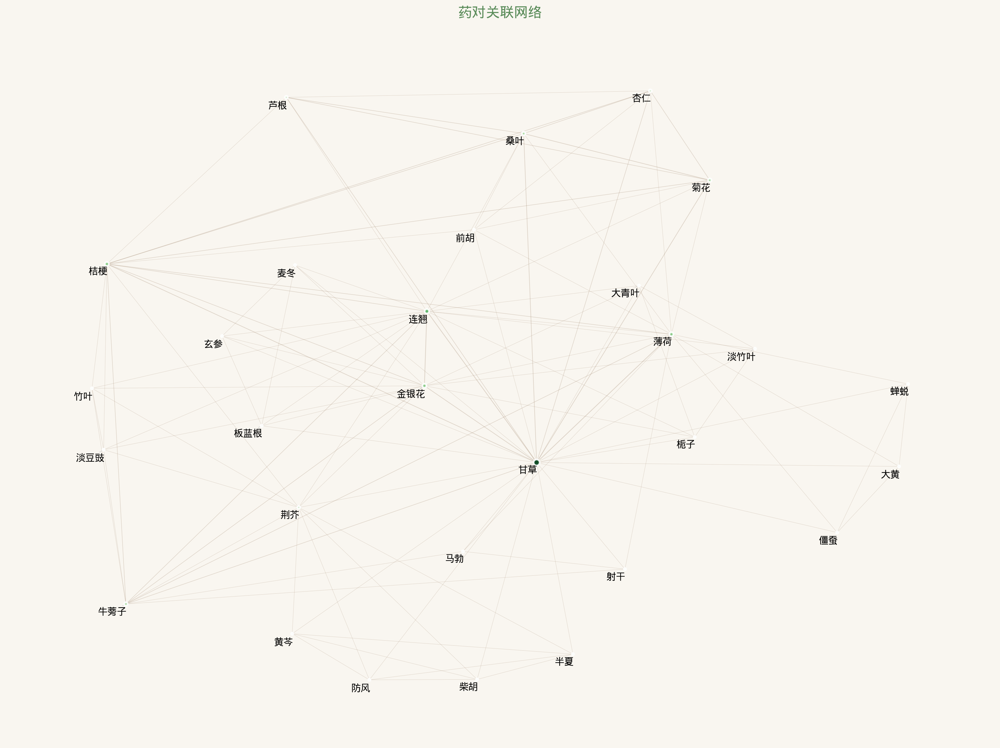 药对关联网络
杏仁
芦根
桑叶
菊花
前胡
桔梗
麦冬
大青叶
连翘
薄荷
玄参
淡竹叶
蝉蜕
金银花
竹叶
板蓝根
栀子
淡豆豉
甘草
大黄
荆芥
僵蚕
马勃
射干
牛蒡子
黄芩
半夏
柴胡
防风